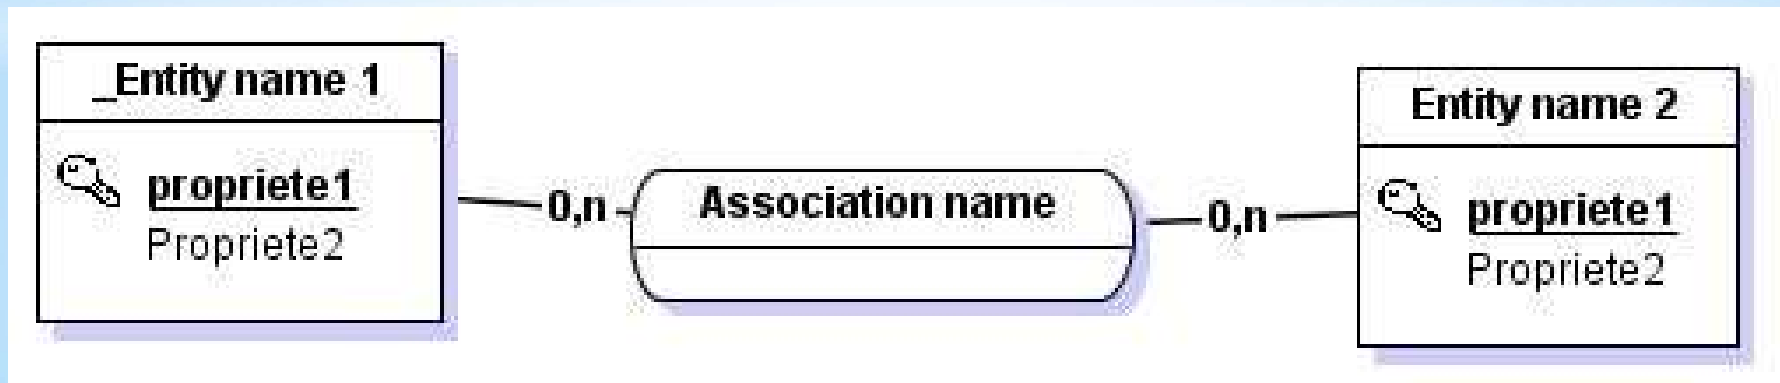 _Entity name 1
propriete1
Propriete2
0,n
Association name
0,n
Entity name 2
propriete1
Propriete2